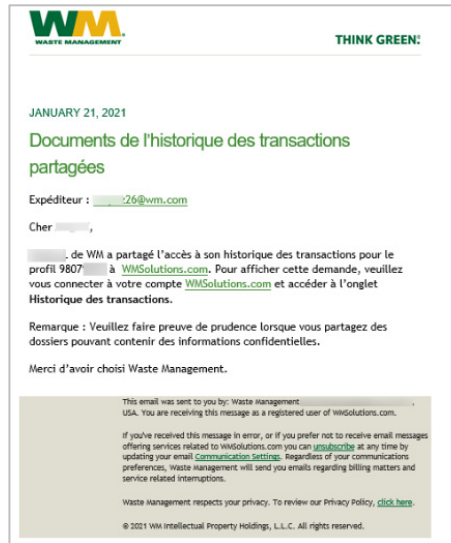 WM
WASTE MANAGEMENT
THINK GREEN.
JANUARY 21, 2021
Documents de l'historique des transactions
partagées
Expéditeur : 26@wm.com
Cher ,
, de WM a partagé l'accès à son historique des transactions pour le
profil 9807 à WMSolutions.com. Pour afficher cette demande, veuillez
vous connecter à votre compte WMSolutions.com et accéder à l'onglet
Historique des transactions.
Remarque : Veuillez faire preuve de prudence lorsque vous partagez des
dossiers pouvant contenir des informations confidentielles.
Merci d'avoir choisi Waste Management.
This email was sent to you by: Waste Management ,
USA. You are receiving this message as a registered user of WMSolutions.com.
If you've received this message in error, or if you prefer not to receive email messages
offering services related to WMSolutions.com you can unsubscribe at any time by
updating your email Communication Settings. Regardless of your communications
preferences, Waste Management will send you emails regarding billing matters and
service related interruptions.
Waste Management respects your privacy. To review our Privacy Policy, click here.
© 2021 WM Intellectual Property Holdings, L.L.C. All rights reserved.